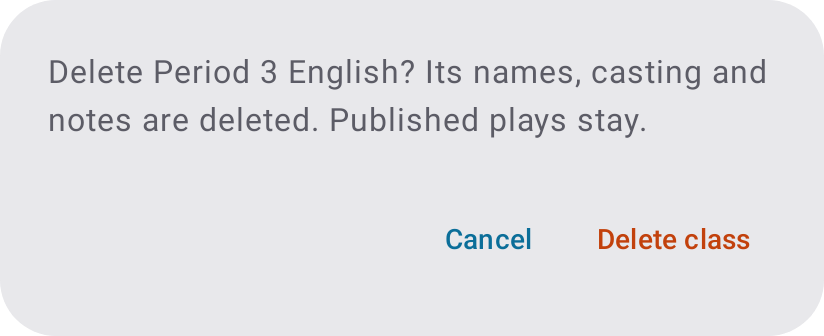 Delete Period 3 English? Its names, casting and
notes are deleted. Published plays stay.
Cancel
Delete class